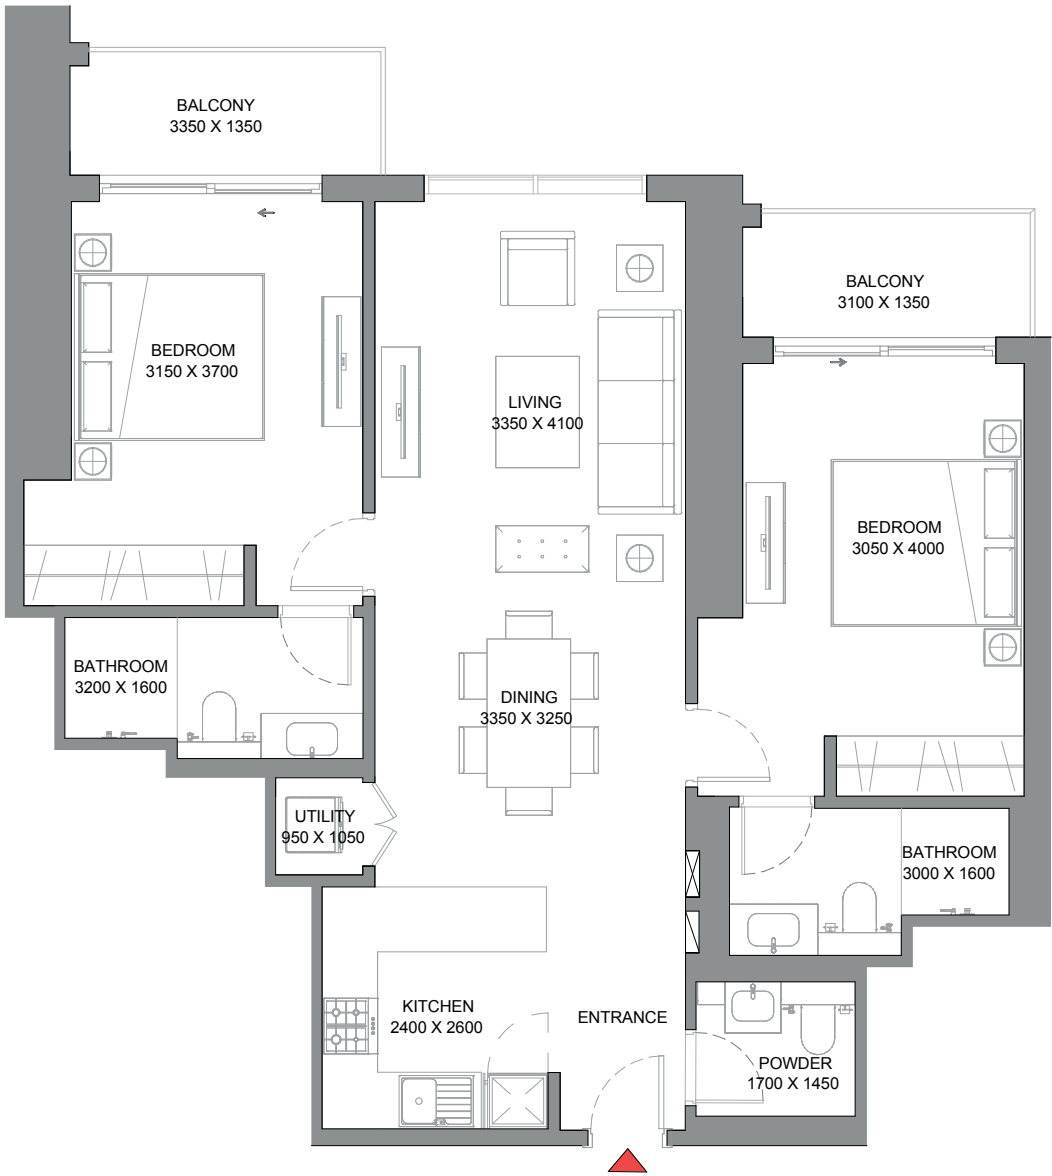 BALCONY
3350 X 1350
BALCONY
3100 X 1350
BEDROOM
3150 X 3700
LIVING
3350 X 4100
BEDROOM
3050 X 4000
BATHROOM
3200 X 1600
DINING
3350 X 3250
UTILITY
950 X 1050
BATHROOM
3000 X 1600
KITCHEN
2400 X 2600
ENTRANCE
POWDER
1700 X 1450